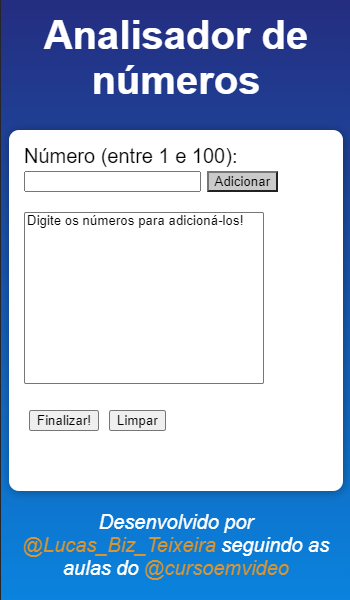 Analisador de
números
Número (entre 1 e 100):
Adicionar
Digite os números para adicioná-los!
Finalizar! Limpar
Desenvolvido por
@Lucas_Biz_Teixeira seguindo as
aulas do @cursoemvideo